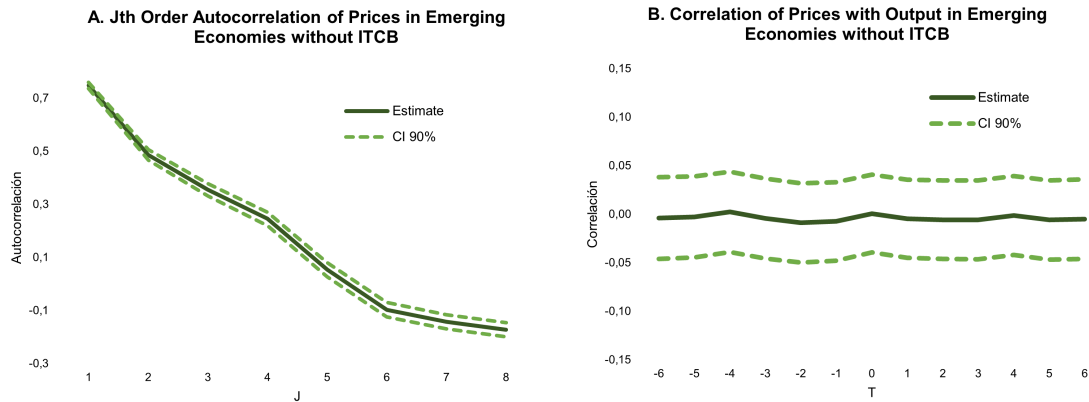 A. Jth Order Autocorrelation of Prices in Emerging
Economies without ITCB
0,7
0,5
0,3
0,1
-0,1
-0,3
Autocorrelación
Estimate
CI 90%
1 2 3 4 5 6 7 8
J
B. Correlation of Prices with Output in Emerging
Economies without ITCB
0,15
0,10
0,05
0,00
-0,05
-0,10
-0,15
Correlación
Estimate
CI 90%
-6 -5 -4 -3 -2 -1 0 1 2 3 4 5 6
T